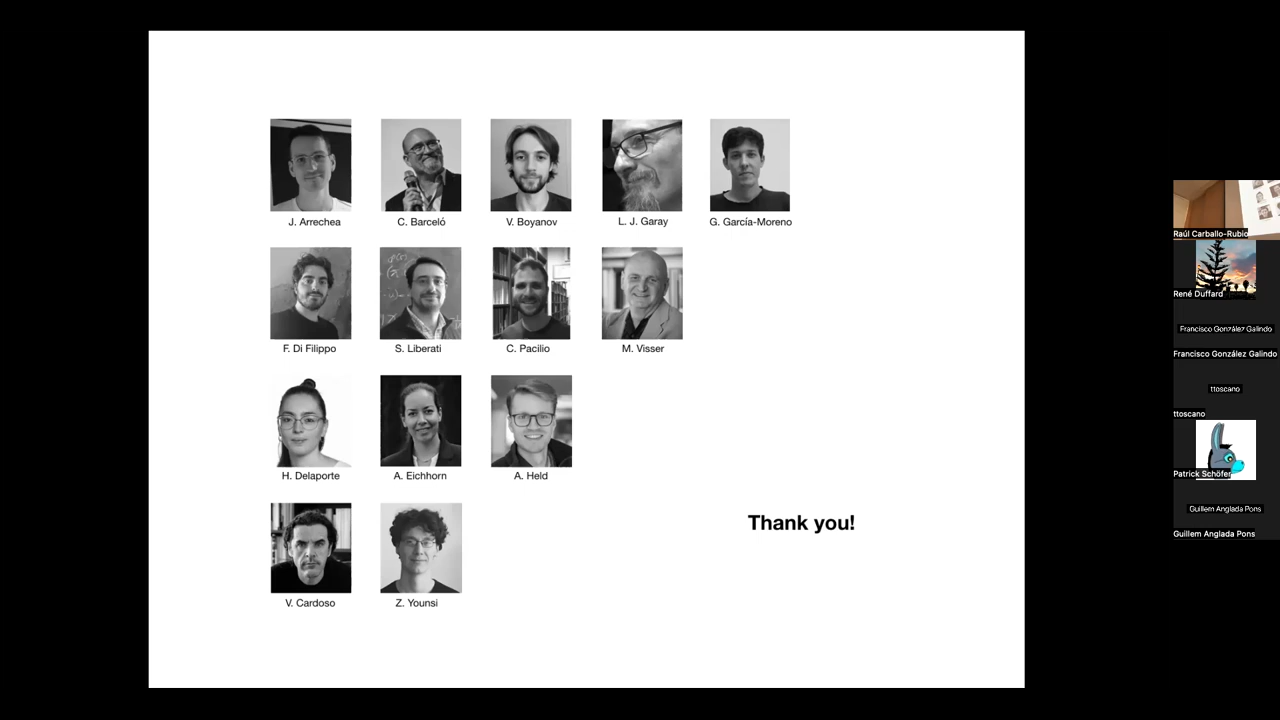 J. Arrechea
C. Barceló
V. Boyanov
L. J. Garay
G. García-Moreno
F. Di Filippo
S. Liberati
C. Pacilio
M. Visser
H. Delaporte
A. Eichhorn
A. Held
V. Cardoso
Z. Younsi
Thank you!
Raúl Carballo-Rubio
René Duffard
Francisco González Galindo
Francisco González Galindo
ttoscano
ttoscano
Patrick Schöfer
Guillem Anglada Pons
Guillem Anglada Pons